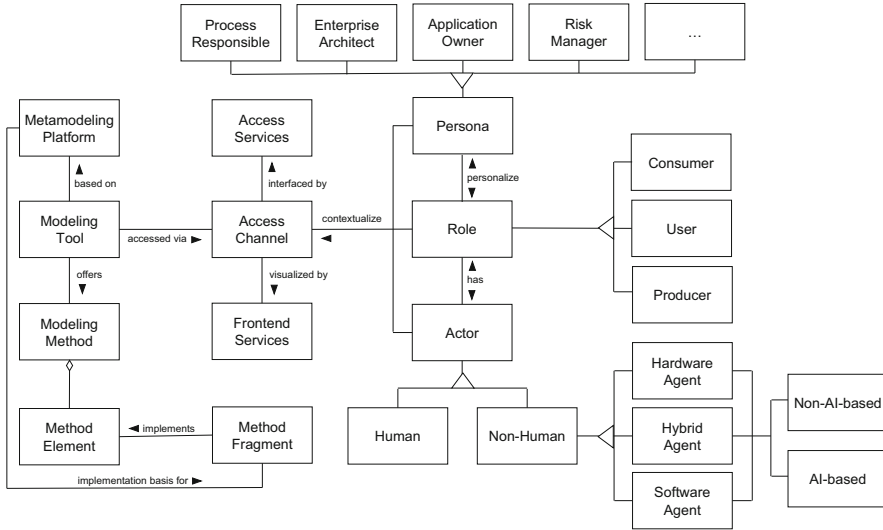 Process
Responsible
Enterprise
Architect
Application
Owner
Risk
Manager
...
Metamodeling
Platform
Access
Services
Persona
Consumer
based on
interfaced by
personalize
Modeling
Tool
accessed via
Access
Channel
contextualize
Role
User
offers
visualized by
has
Producer
Modeling
Method
Frontend
Services
Actor
Hardware
Agent
Non-AI-based
Method
Element
implements
Method
Fragment
Human
Non-Human
Hybrid
Agent
AI-based
implementation basis for
Software
Agent